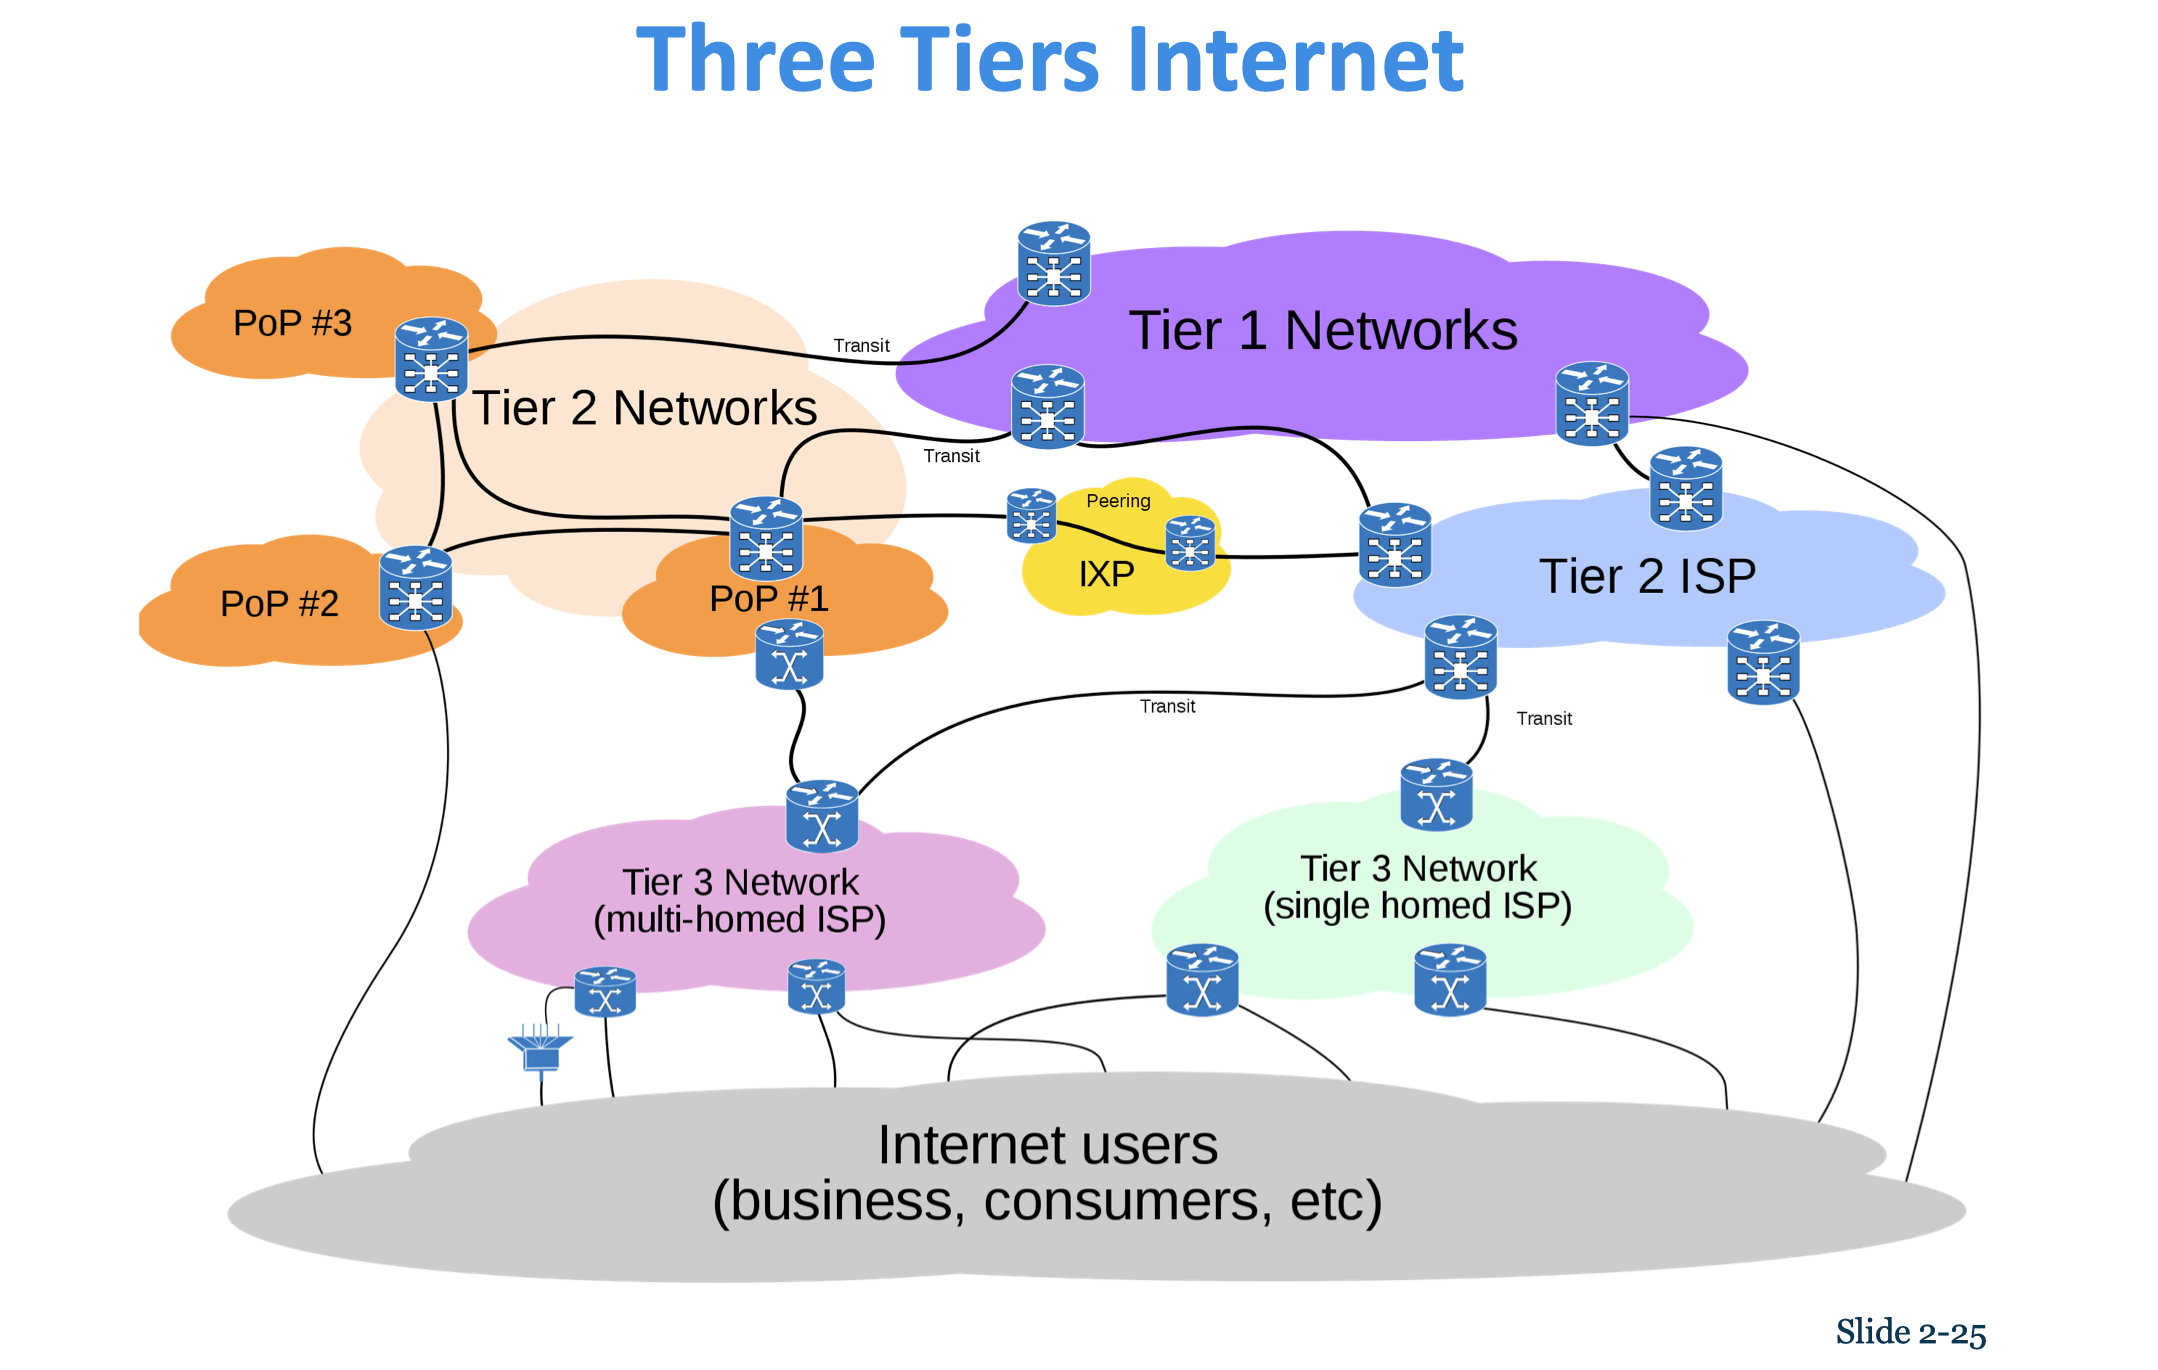 Three Tiers Internet
PoP #3
Transit
Tier 1 Networks
Tier 2 Networks
Transit
Peering
IXP
Tier 2 ISP
PoP #2
PoP #1
Transit
Transit
Tier 3 Network
(multi-homed ISP)
Tier 3 Network
(single homed ISP)
Internet users
(business, consumers, etc)
Slide 2-25